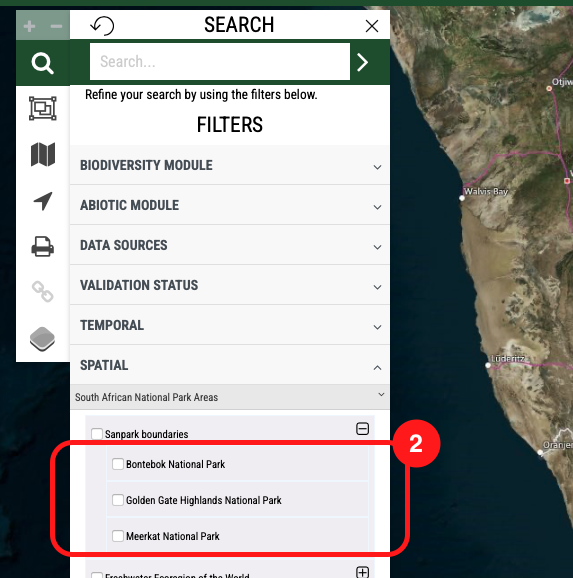 SEARCH
Search...
Refine your search by using the filters below.
FILTERS
BIODIVERSITY MODULE
ABIOTIC MODULE
DATA SOURCES
VALIDATION STATUS
TEMPORAL
SPATIAL
South African National Park Areas
Sanpark boundaries
2
Bontebok National Park
Golden Gate Highlands National Park
Meerkat National Park
Freshwater Ecoregion of the World
Otjiw
Walvis Bay
W
Lüderitz
Oranjem